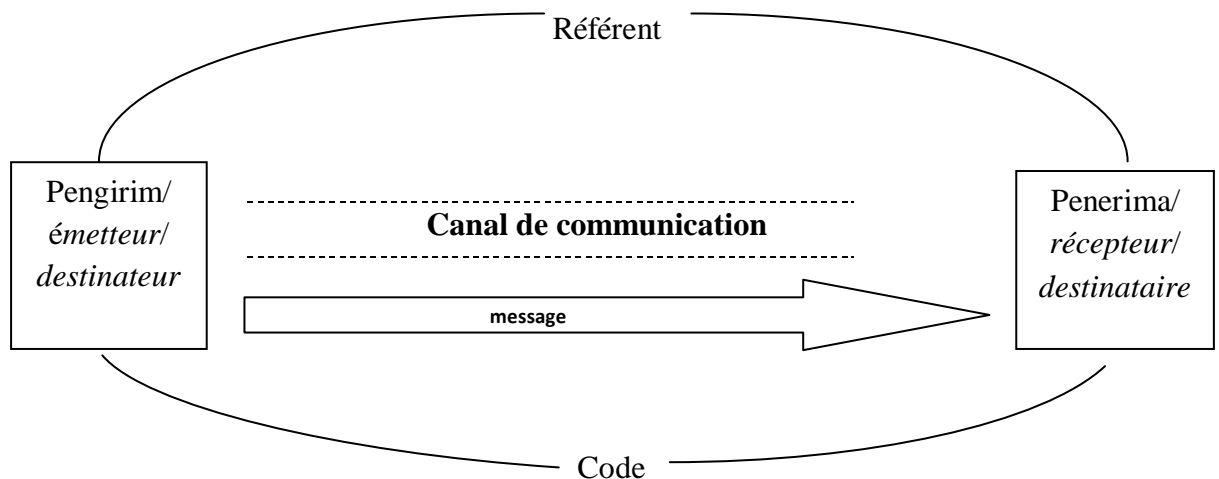 Référent
Pengirim/
émetteur/
destinateur
Canal de communication
message
Penerima/
récepteur/
destinataire
Code